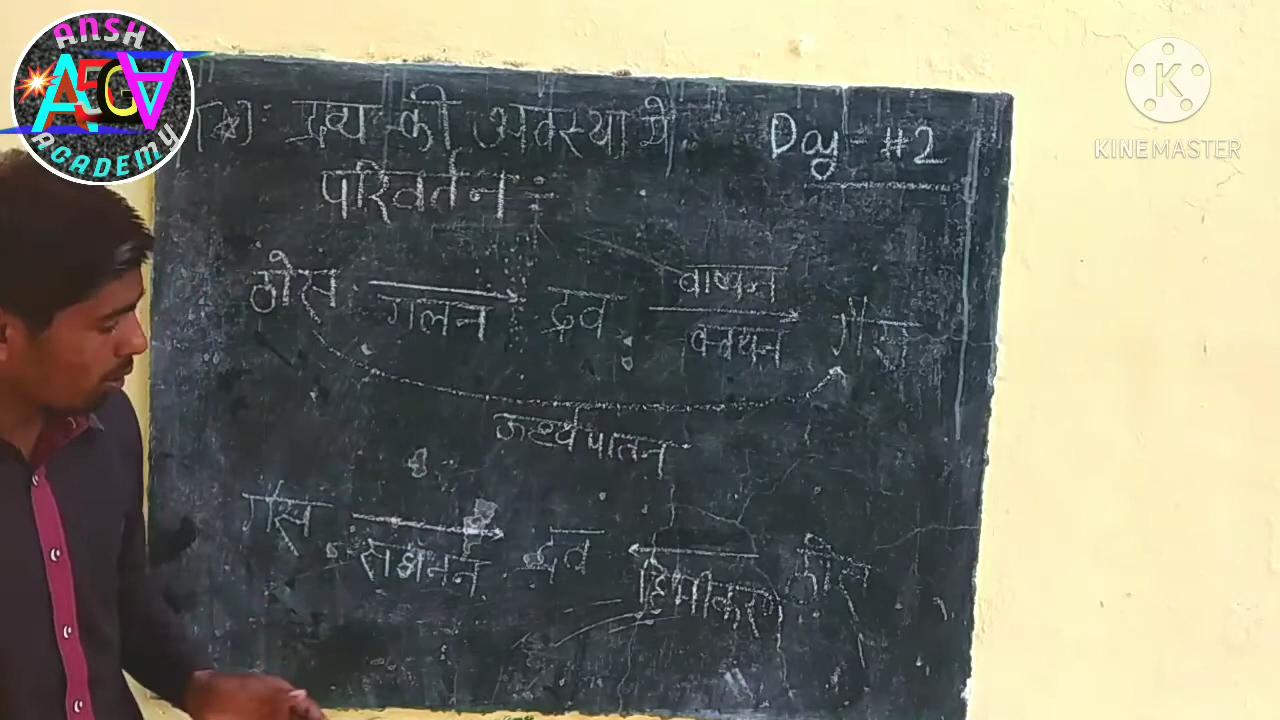 ANSH
AEGA
ACADEMY
K
KINEMASTER
द्रव्य की अवस्था में
Day - #2
परिवर्तन :-
ठोस गलन द्रव वाष्पन क्वथन गैस
ऊर्ध्वपातन
गैस संघनन द्रव हिमीकरण ठोस